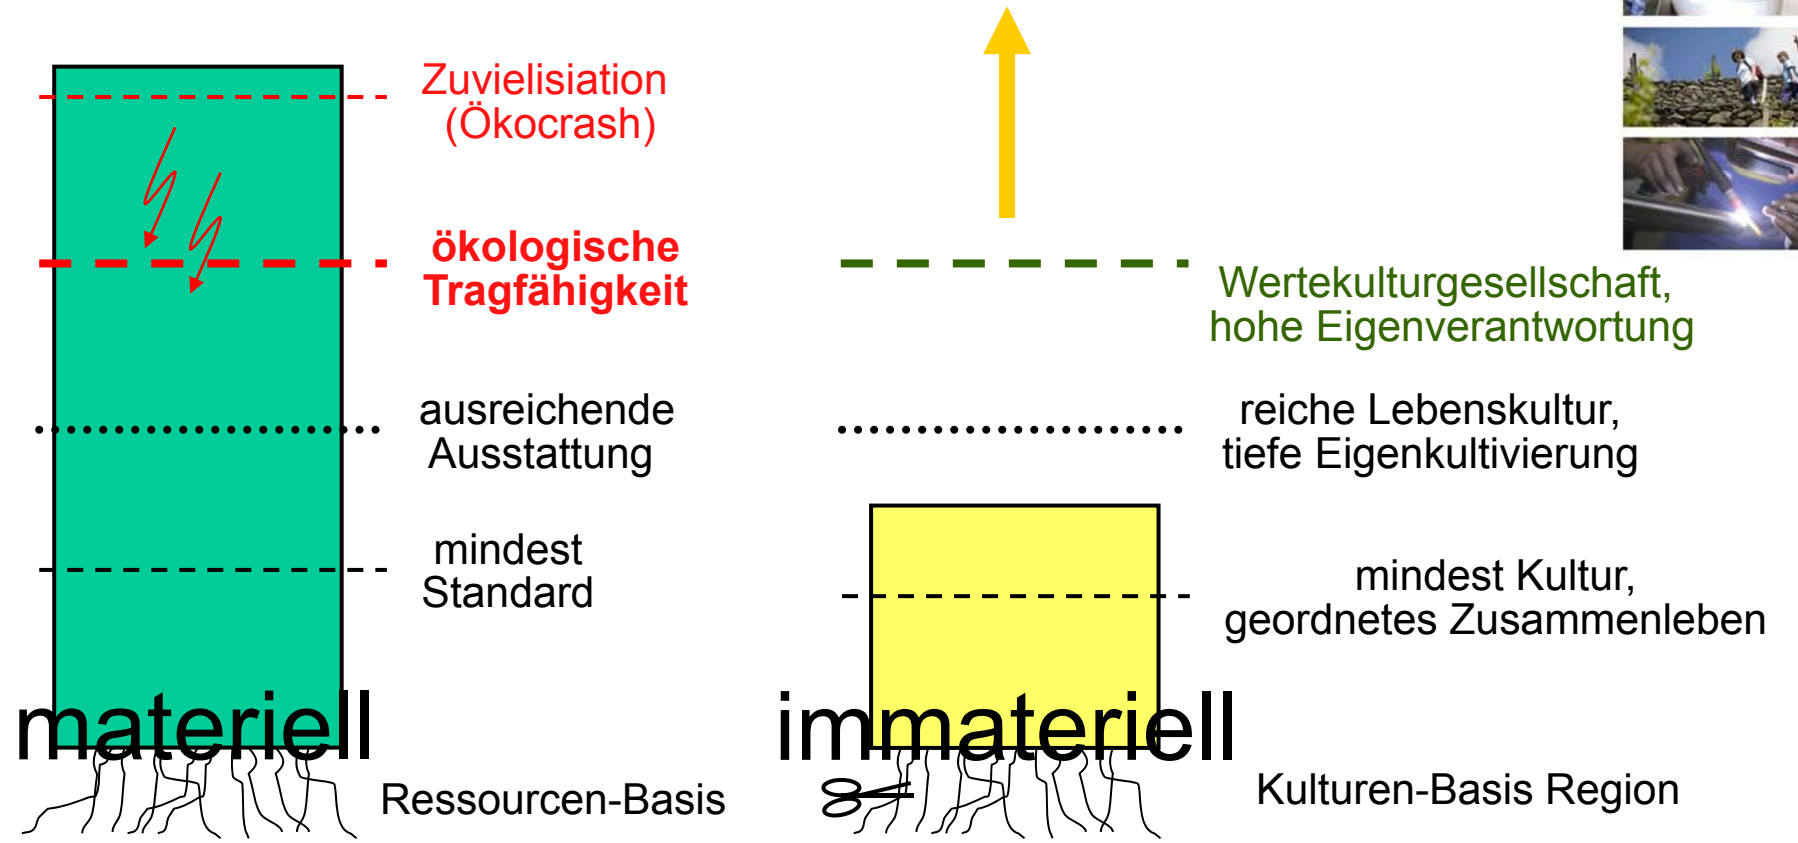 Zuvielisiation
(Ökocrash)
ökologische
Tragfähigkeit
ausreichende
Ausstattung
mindest
Standard
materiell
Ressourcen-Basis
Wertekulturgesellschaft,
hohe Eigenverantwortung
reiche Lebenskultur,
tiefe Eigenkultivierung
mindest Kultur,
geordnetes Zusammenleben
immateriell
Kulturen-Basis Region